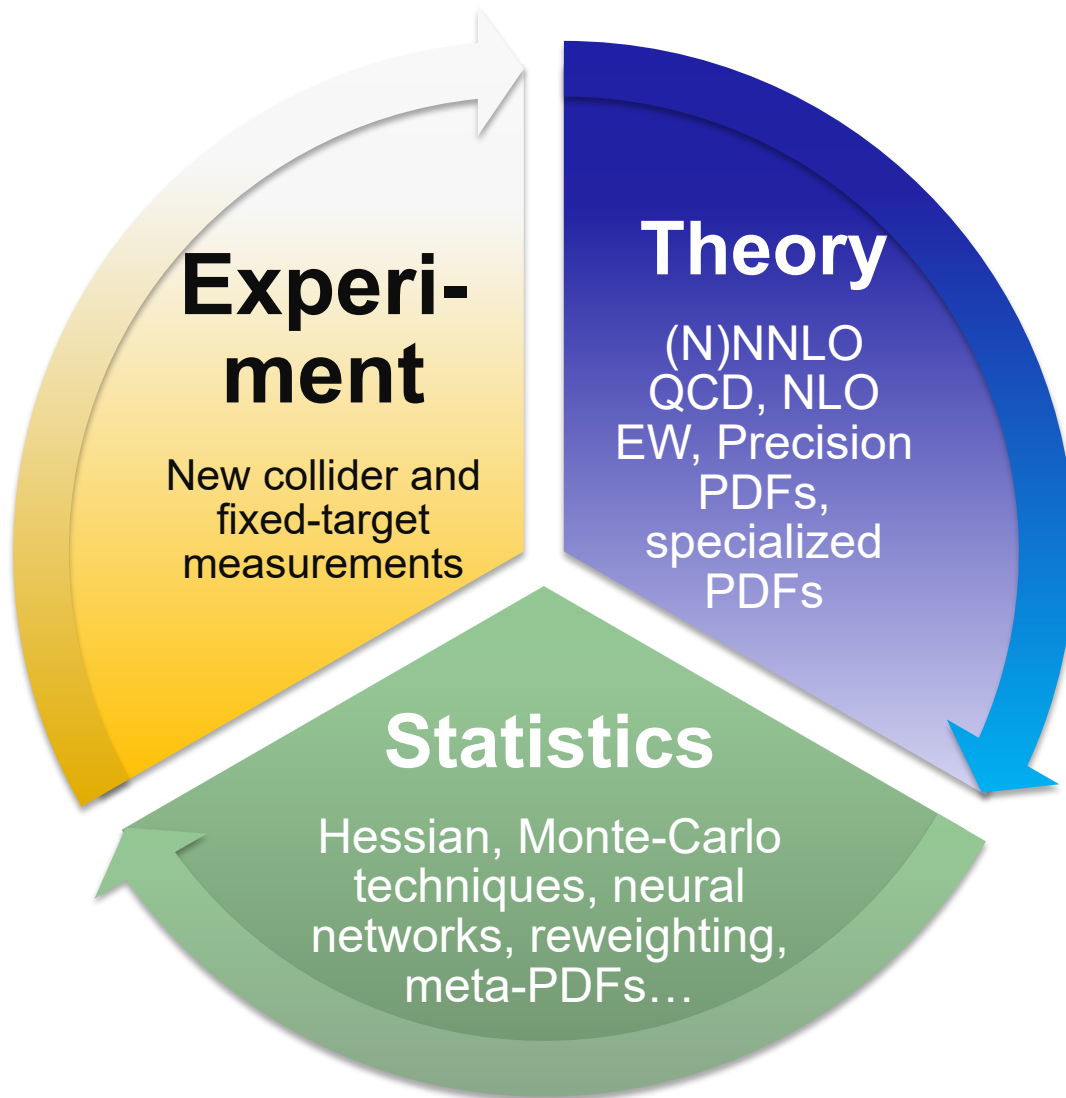 Experi-
ment
New collider and
fixed-target
measurements
Theory
(N)NNLO
QCD, NLO
EW, Precision
PDFs,
specialized
PDFs
Statistics
Hessian, Monte-Carlo
techniques, neural
networks, reweighting,
meta-PDFs…